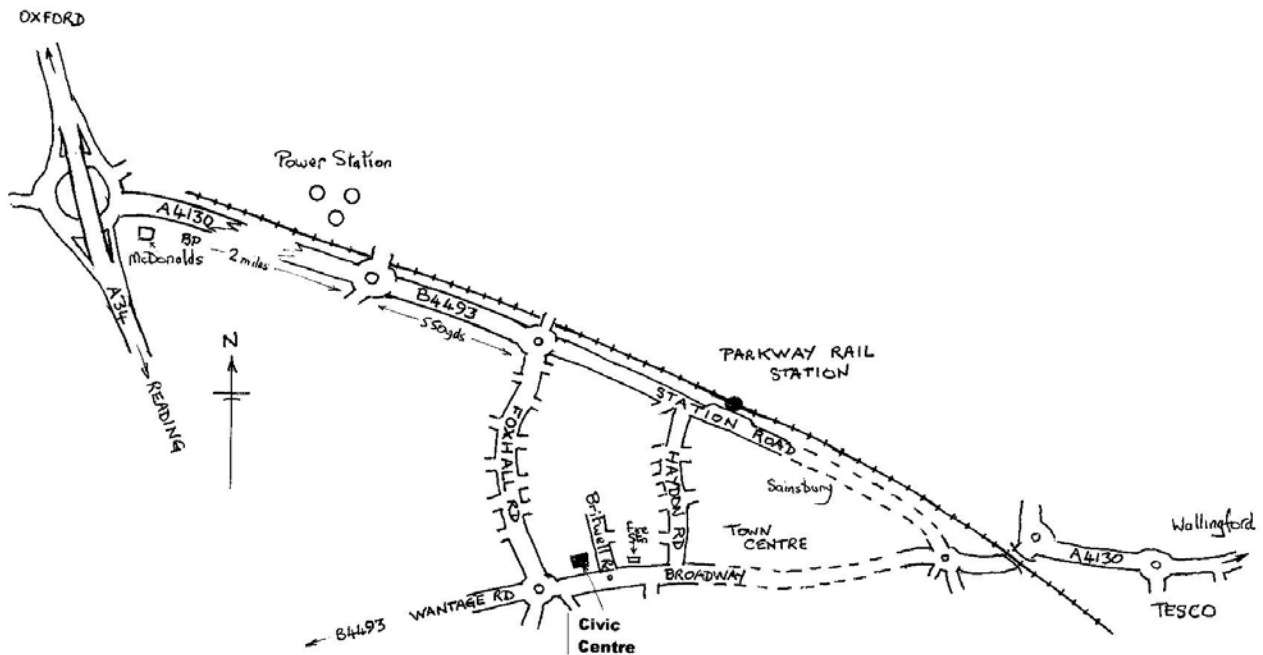 OXFORD
Power Station
A4130
BP
McDonalds
2 miles
A34
READING
N
B4493
550yds
PARKWAY RAIL
STATION
STATION ROAD
FOXHALL RD
HAYDON RD
Sainsbury
Britwell Rd
TOWN
CENTRE
BROADWAY
Wallingford
A4130
TESCO
WANTAGE RD
B4493
Civic
Centre